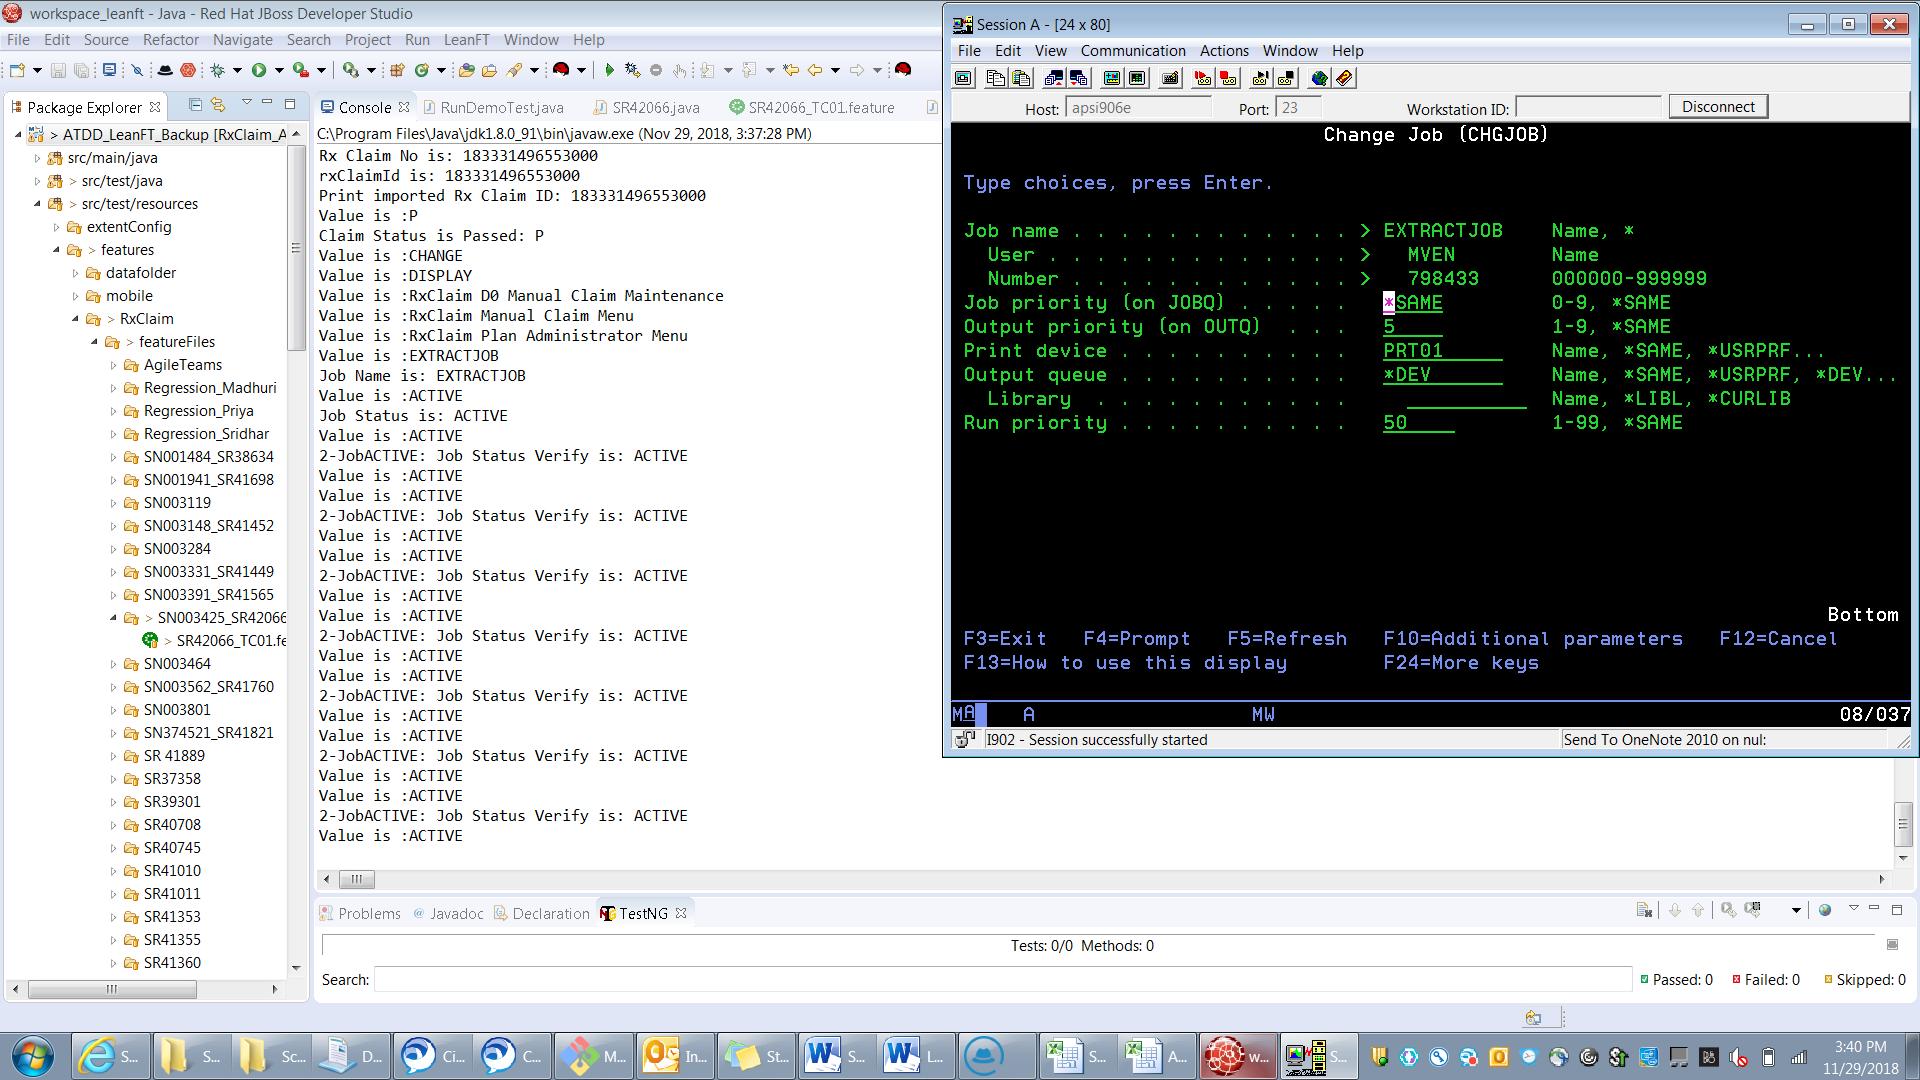 workspace_leanft - Java - Red Hat JBoss Developer Studio
File Edit Source Refactor Navigate Search Project Run LeanFT Window Help
Package Explorer
> ATDD_LeanFT_Backup [RxClaim_A
src/main/java
> src/test/java
> src/test/resources
extentConfig
> features
datafolder
mobile
> RxClaim
> featureFiles
AgileTeams
Regression_Madhuri
Regression_Priya
Regression_Sridhar
SN001484_SR38634
SN001941_SR41698
SN003119
SN003148_SR41452
SN003284
SN003331_SR41449
SN003391_SR41565
> SN003425_SR42066
> SR42066_TC01.fe
SN003464
SN003562_SR41760
SN003801
SN374521_SR41821
SR 41889
SR37358
SR39301
SR40708
SR40745
SR41010
SR41011
SR41353
SR41355
SR41360
Console RunDemoTest.java SR42066.java SR42066_TC01.feature
C:\Program Files\Java\jdk1.8.0_91\bin\javaw.exe (Nov 29, 2018, 3:37:28 PM)
Rx Claim No is: 183331496553000
rxClaimId is: 183331496553000
Print imported Rx Claim ID: 183331496553000
Value is :P
Claim Status is Passed: P
Value is :CHANGE
Value is :DISPLAY
Value is :RxClaim D0 Manual Claim Maintenance
Value is :RxClaim Manual Claim Menu
Value is :RxClaim Plan Administrator Menu
Value is :EXTRACTJOB
Job Name is: EXTRACTJOB
Value is :ACTIVE
Job Status is: ACTIVE
Value is :ACTIVE
2-JobACTIVE: Job Status Verify is: ACTIVE
Value is :ACTIVE
Value is :ACTIVE
2-JobACTIVE: Job Status Verify is: ACTIVE
Value is :ACTIVE
Value is :ACTIVE
2-JobACTIVE: Job Status Verify is: ACTIVE
Value is :ACTIVE
Value is :ACTIVE
2-JobACTIVE: Job Status Verify is: ACTIVE
Value is :ACTIVE
Value is :ACTIVE
2-JobACTIVE: Job Status Verify is: ACTIVE
Value is :ACTIVE
Value is :ACTIVE
2-JobACTIVE: Job Status Verify is: ACTIVE
Value is :ACTIVE
Value is :ACTIVE
2-JobACTIVE: Job Status Verify is: ACTIVE
Value is :ACTIVE
Session A - [24 x 80]
File Edit View Communication Actions Window Help
Host: apsi906e Port: 23 Workstation ID: Disconnect
Change Job (CHGJOB)
Type choices, press Enter.
Job name . . . . . . . . . . . . > EXTRACTJOB Name, *
User . . . . . . . . . . . . . > MVEN Name
Number . . . . . . . . . . . . > 798433 000000-999999
Job priority (on JOBQ) . . . . . *SAME 0-9, *SAME
Output priority (on OUTQ) . . . 5 1-9, *SAME
Print device . . . . . . . . . . PRT01 Name, *SAME, *USRPRF...
Output queue . . . . . . . . . . *DEV Name, *SAME, *USRPRF, *DEV...
Library . . . . . . . . . . . Name, *LIBL, *CURLIB
Run priority . . . . . . . . . . 50 1-99, *SAME
Bottom
F3=Exit F4=Prompt F5=Refresh F10=Additional parameters F12=Cancel
F13=How to use this display F24=More keys
MA A MW 08/037
I902 - Session successfully started Send To OneNote 2010 on nul:
Problems Javadoc Declaration TestNG
Tests: 0/0 Methods: 0
Search: Passed: 0 Failed: 0 Skipped: 0
S... S... Sc... D... Ci... C... M... In... St... S... L... S... A... w... S...
3:40 PM
11/29/2018